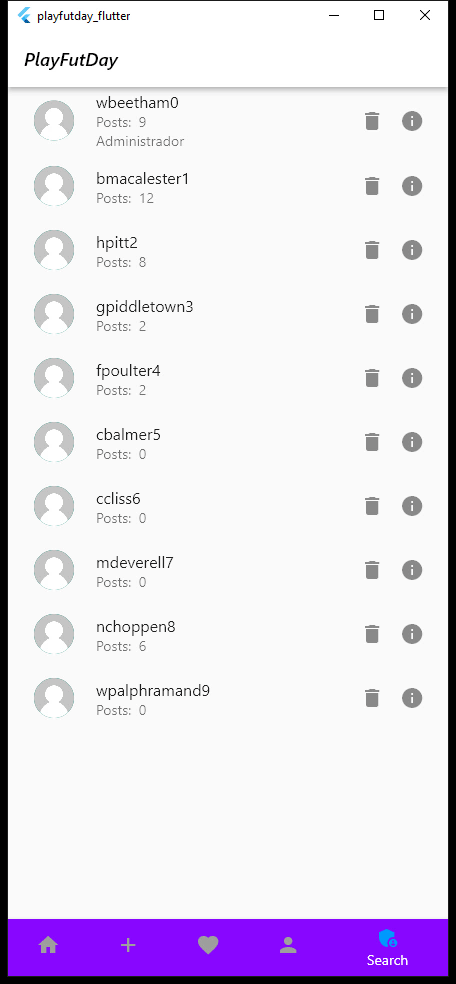 playfutday_flutter
PlayFutDay
wbeetham0
Posts: 9
Administrador
bmacalester1
Posts: 12
hpitt2
Posts: 8
gpiddletown3
Posts: 2
fpoulter4
Posts: 2
cbalmer5
Posts: 0
ccliss6
Posts: 0
mdeverell7
Posts: 0
nchoppen8
Posts: 6
wpalphramand9
Posts: 0
Search